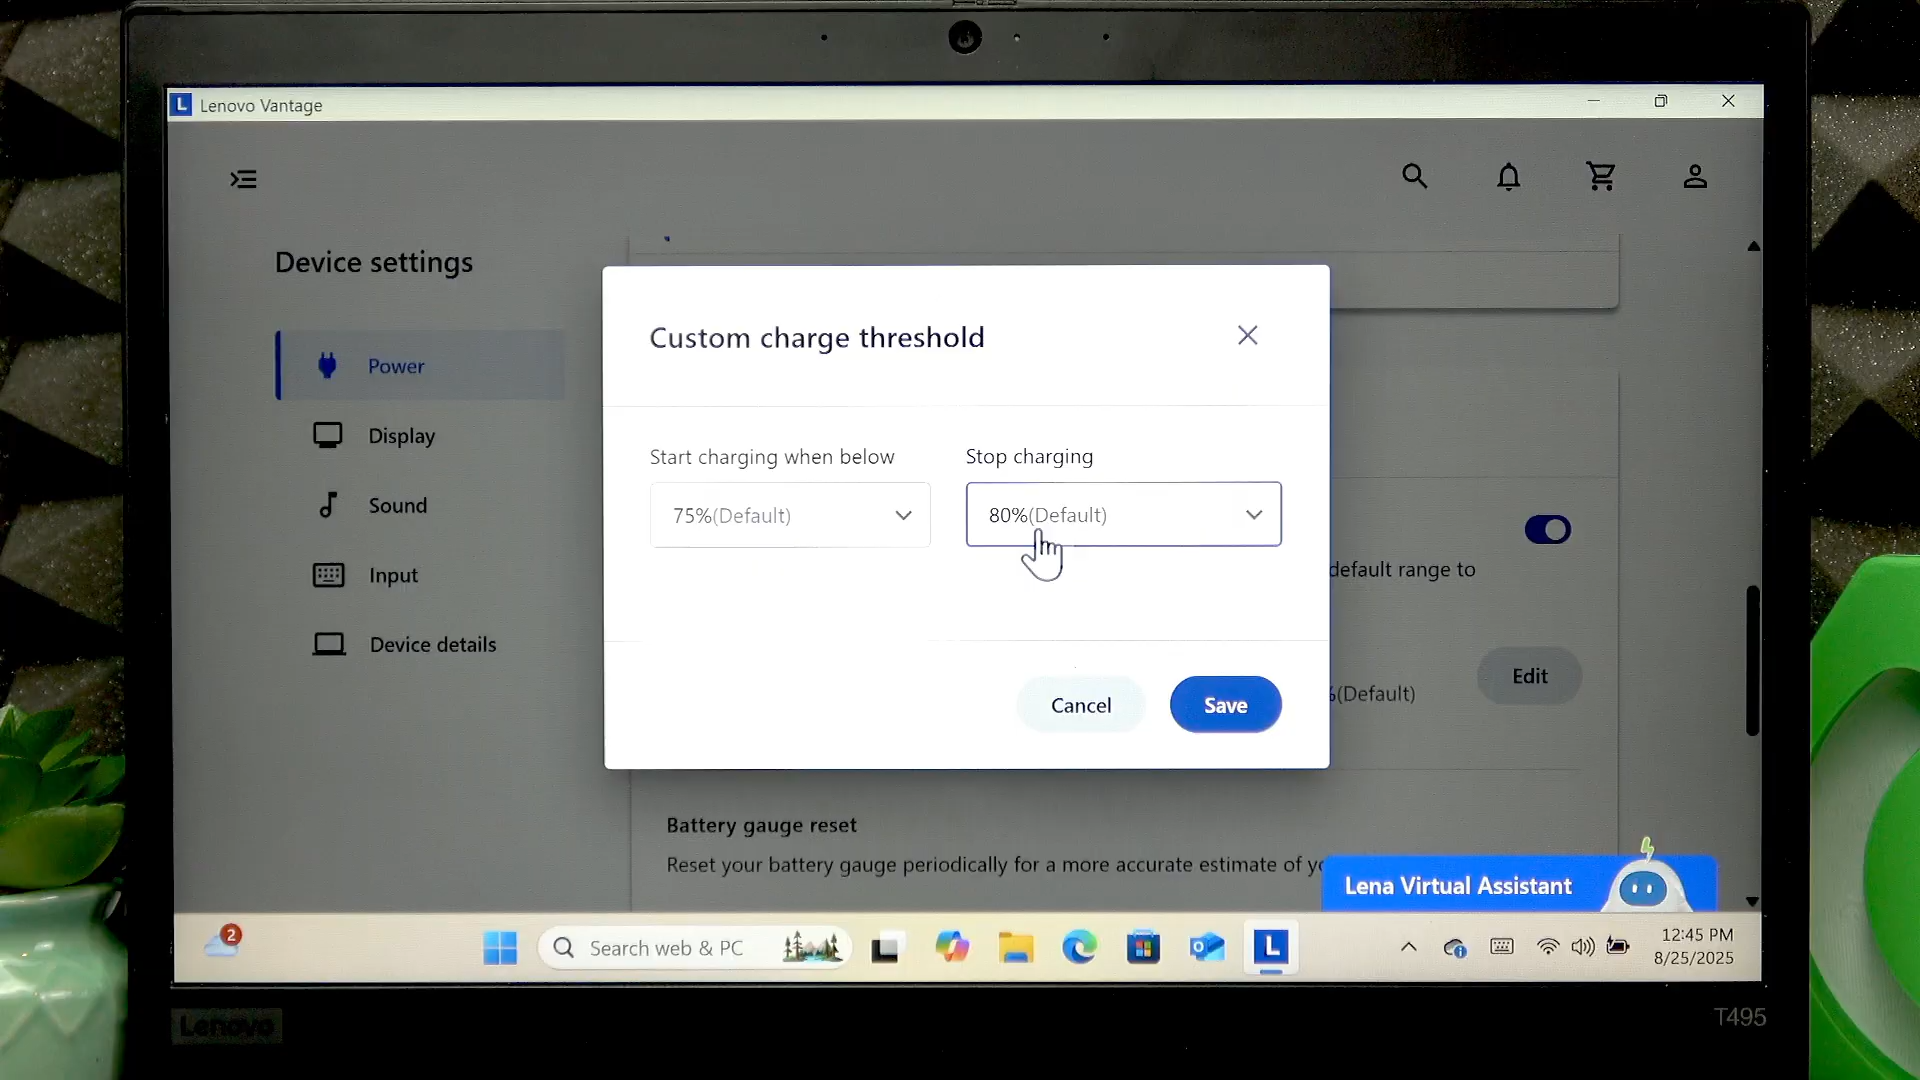 Lenovo Vantage
Device settings
Power
Display
Sound
Input
Device details
Custom charge threshold
Start charging when below
Stop charging
75%(Default)
80%(Default)
default range to
%(Default)
Edit
Cancel
Save
Battery gauge reset
Reset your battery gauge periodically for a more accurate estimate of yo
Lena Virtual Assistant
2
Search web & PC
L
12:45 PM
8/25/2025
Lenovo
T495